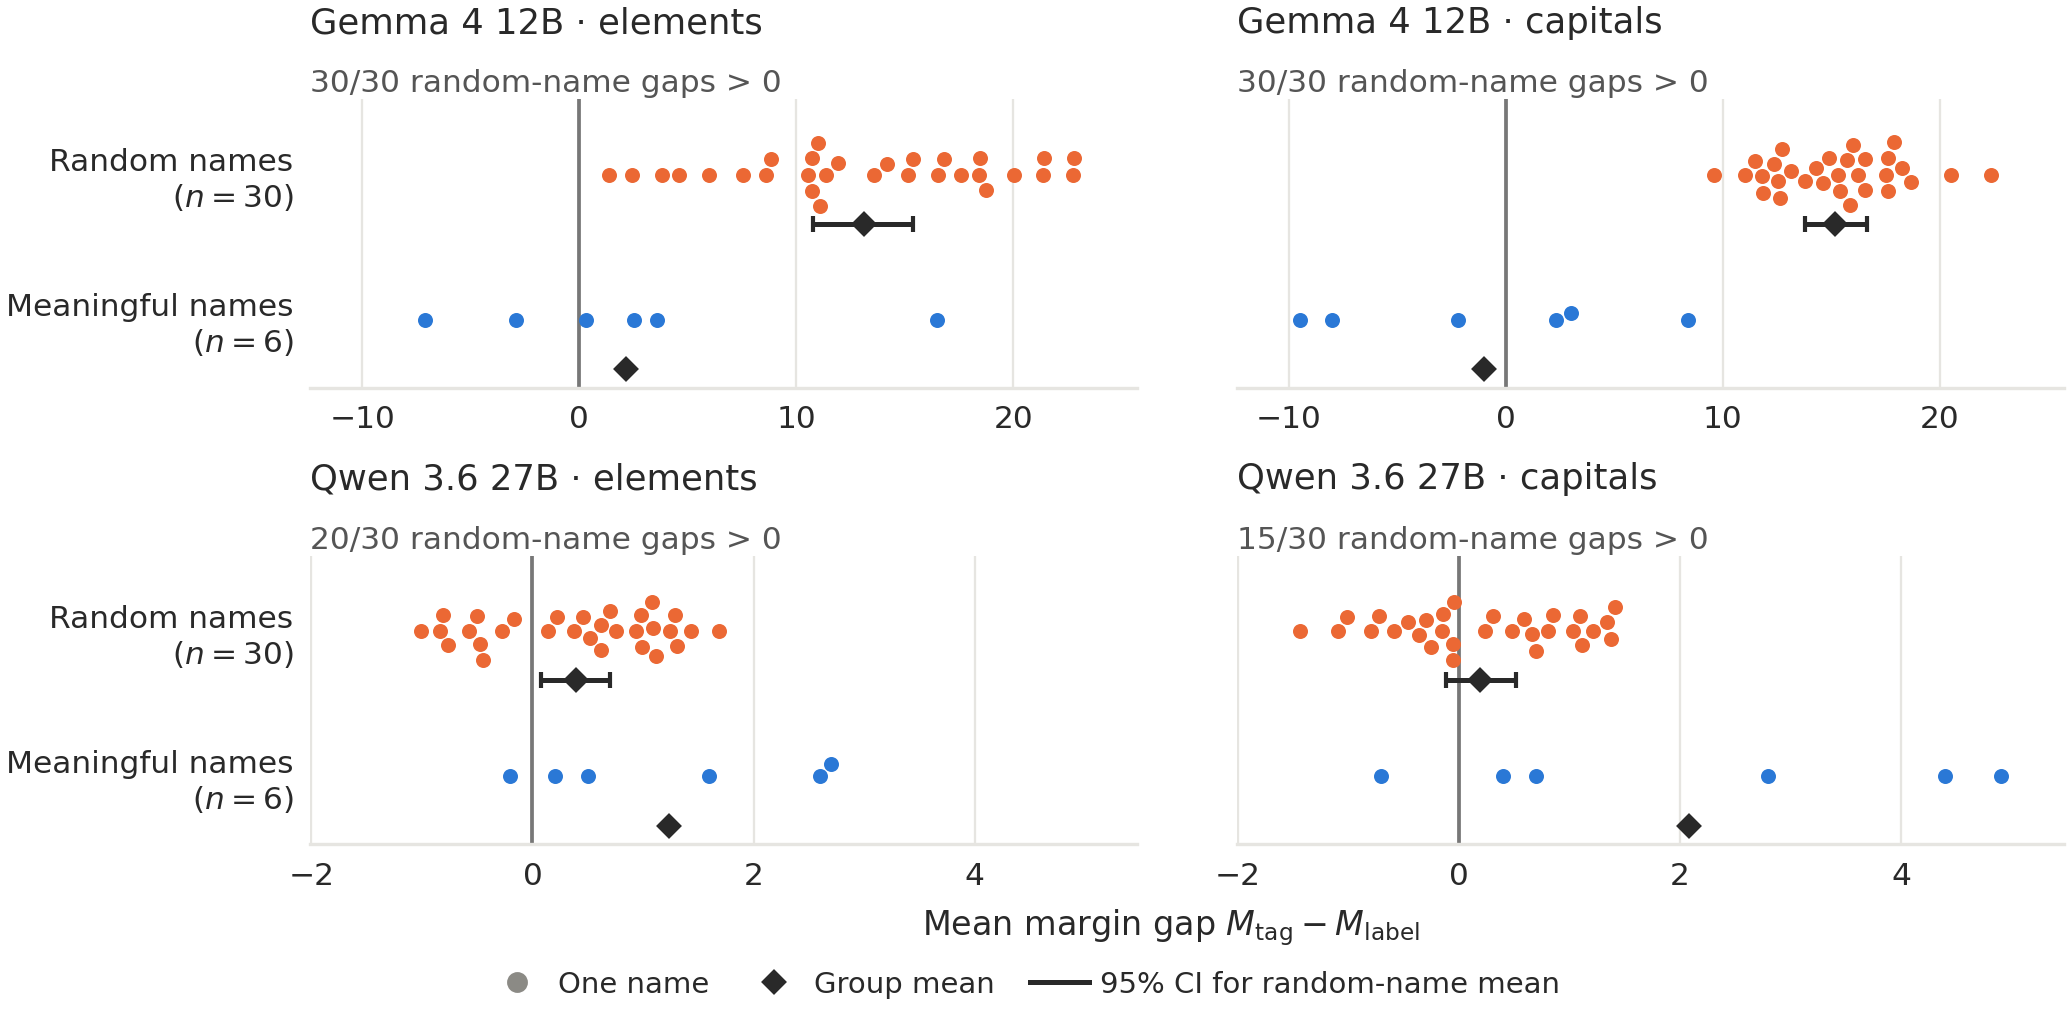 Gemma 4 12B · elements
30/30 random-name gaps > 0
Random names
(n = 30)
Meaningful names
(n = 6)
−10 0 10 20
Gemma 4 12B · capitals
30/30 random-name gaps > 0
−10 0 10 20
Qwen 3.6 27B · elements
20/30 random-name gaps > 0
Random names
(n = 30)
Meaningful names
(n = 6)
−2 0 2 4
Qwen 3.6 27B · capitals
15/30 random-name gaps > 0
−2 0 2 4
Mean margin gap M_tag − M_label
One name Group mean 95% CI for random-name mean